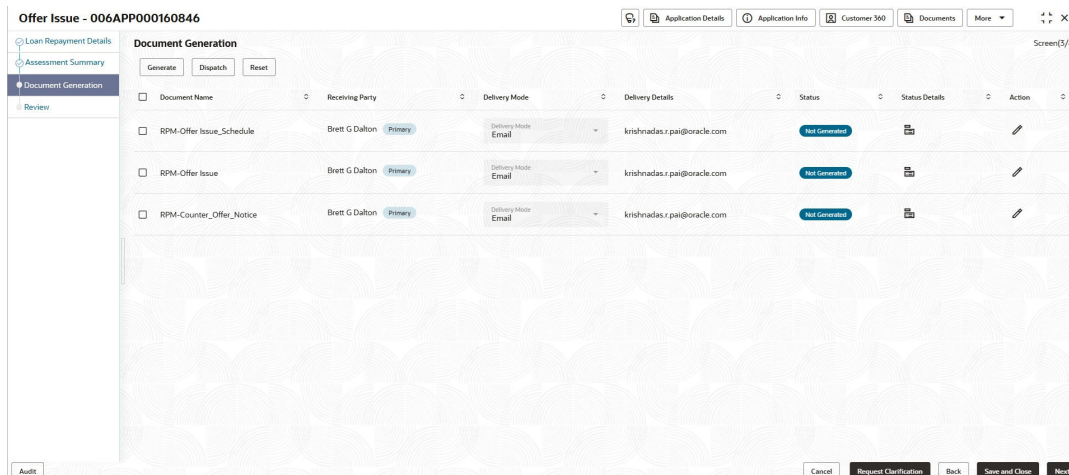 Offer Issue - 006APP000160846
Application Details
Application Info
Customer 360
Documents
More
Loan Repayment Details
Assessment Summary
Document Generation
Review
Document Generation
Screen(3/
Generate
Dispatch
Reset
Document Name
Receiving Party
Delivery Mode
Delivery Details
Status
Status Details
Action
RPM-Offer Issue_Schedule
Brett G Dalton
Primary
Delivery Mode
Email
krishnadas.r.pai@oracle.com
Not Generated
RPM-Offer Issue
Brett G Dalton
Primary
Delivery Mode
Email
krishnadas.r.pai@oracle.com
Not Generated
RPM-Counter_Offer_Notice
Brett G Dalton
Primary
Delivery Mode
Email
krishnadas.r.pai@oracle.com
Not Generated
Audit
Cancel
Request Clarification
Back
Save and Close
Next